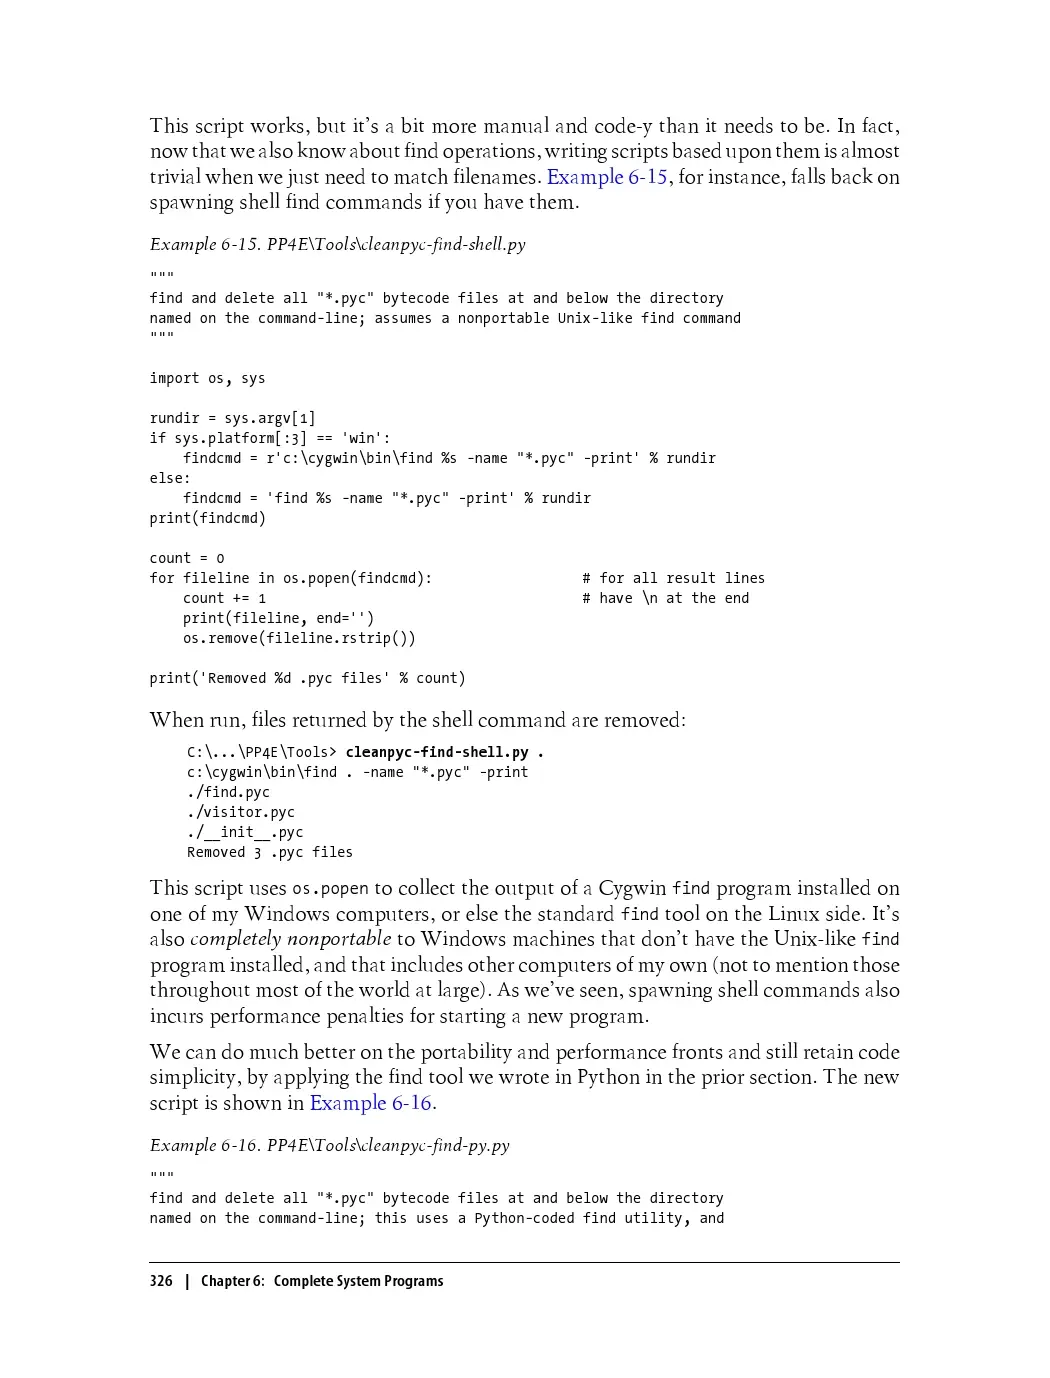 This script works, but it's a bit more manual and code-y than it needs to be. In fact,
now that we also know about find operations, writing scripts based upon them is almost
trivial when we just need to match filenames. Example 6-15, for instance, falls back on
spawning shell find commands if you have them.
Example 6-15. PP4E\Tools\cleanpyc-find-shell.py
"""
find and delete all "*.pyc" bytecode files at and below the directory
named on the command-line; assumes a nonportable Unix-like find command
"""
import os, sys
rundir = sys.argv[1]
if sys.platform[:3] == 'win':
    findcmd = r'c:\cygwin\bin\find %s -name "*.pyc" -print' % rundir
else:
    findcmd = 'find %s -name "*.pyc" -print' % rundir
print(findcmd)
count = 0
for fileline in os.popen(findcmd):                  # for all result lines
    count += 1                                      # have \n at the end
    print(fileline, end='')
    os.remove(fileline.rstrip())
print('Removed %d .pyc files' % count)
When run, files returned by the shell command are removed:
C:\...\PP4E\Tools> cleanpyc-find-shell.py .
c:\cygwin\bin\find . -name "*.pyc" -print
./find.pyc
./visitor.pyc
./__init__.pyc
Removed 3 .pyc files
This script uses os.popen to collect the output of a Cygwin find program installed on
one of my Windows computers, or else the standard find tool on the Linux side. It's
also completely nonportable to Windows machines that don't have the Unix-like find
program installed, and that includes other computers of my own (not to mention those
throughout most of the world at large). As we've seen, spawning shell commands also
incurs performance penalties for starting a new program.
We can do much better on the portability and performance fronts and still retain code
simplicity, by applying the find tool we wrote in Python in the prior section. The new
script is shown in Example 6-16.
Example 6-16. PP4E\Tools\cleanpyc-find-py.py
"""
find and delete all "*.pyc" bytecode files at and below the directory
named on the command-line; this uses a Python-coded find utility, and
326 | Chapter 6: Complete System Programs